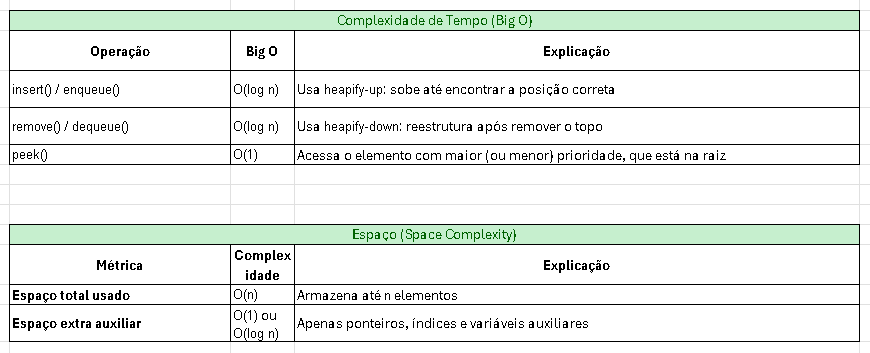 Complexidade de Tempo (Big O)
Operação Big O Explicação
insert() / enqueue() O(log n) Usa heapify-up: sobe até encontrar a posição correta
remove() / dequeue() O(log n) Usa heapify-down: reestrutura após remover o topo
peek() O(1) Acessa o elemento com maior (ou menor) prioridade, que está na raiz
Espaço (Space Complexity)
Métrica Complex
idade Explicação
Espaço total usado O(n) Armazena até n elementos
Espaço extra auxiliar O(1) ou
O(log n) Apenas ponteiros, índices e variáveis auxiliares